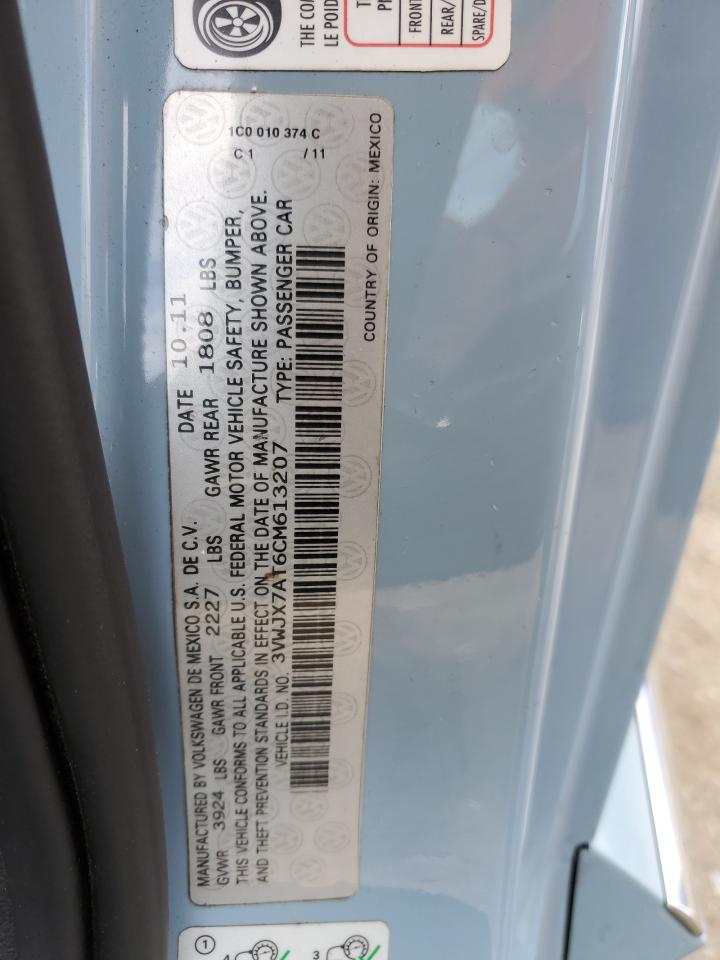 THE COA
LE POID
FRONT
REAR/
SPARE/D
1C0 010 374 C
C 1 /11
MANUFACTURED BY VOLKSWAGEN DE MEXICO S.A. DE C.V. DATE 10.11
GVWR 3924 LBS GAWR FRONT 2227 LBS GAWR REAR 1808 LBS
THIS VEHICLE CONFORMS TO ALL APPLICABLE U.S. FEDERAL MOTOR VEHICLE SAFETY, BUMPER,
AND THEFT PREVENTION STANDARDS IN EFFECT ON THE DATE OF MANUFACTURE SHOWN ABOVE.
VEHICLE I.D. NO. 3VWJX7AT6CM613207 TYPE: PASSENGER CAR
COUNTRY OF ORIGIN: MEXICO
1
3